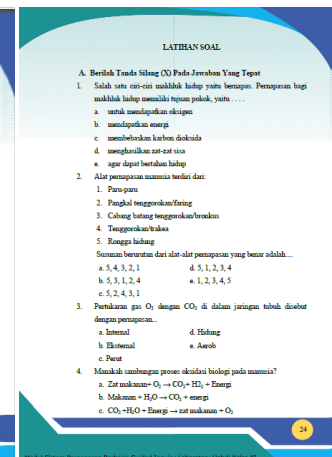 LATIHAN SOAL
A. Berilah Tanda Silang (X) Pada Jawaban Yang Tepat
1. Salah satu ciri-ciri makhluk hidup yaitu bernapas. Pernapasan bagi
makhluk hidup memiliki tujuan pokok, yaitu . . . .
a. untuk mendapatkan oksigen
b. mendapatkan energi
c. membebaskan karbon dioksida
d. menghasilkan zat-zat sisa
e. agar dapat bertahan hidup
2. Alat pernapasan manusia terdiri dari:
1. Paru-paru
2. Pangkal tenggorokan/faring
3. Cabang batang tenggorokan/bronkus
4. Tenggorokan/trakea
5. Rongga hidung
Susunan berurutan dari alat-alat pernapasan yang benar adalah....
a. 5, 4, 3, 2, 1 d. 5, 1, 2, 3, 4
b. 5, 3, 1, 2, 4 e. 1, 2, 3, 4, 5
c. 5, 2, 4, 3, 1
3. Pertukaran gas O₂ dengan CO₂ di dalam jaringan tubuh disebut
dengan pernapasan...
a. Internal d. Hidung
b. Eksternal e. Aerob
c. Perut
4. Manakah sambungan proses oksidasi biologi pada manusia?
a. Zat makanan+ O₂ → CO₂+ H2₂ + Energi
b. Makanan + H₂O → CO₂ + energi
c. CO₂ +H₂O + Energi → zat makanan + O₂
24